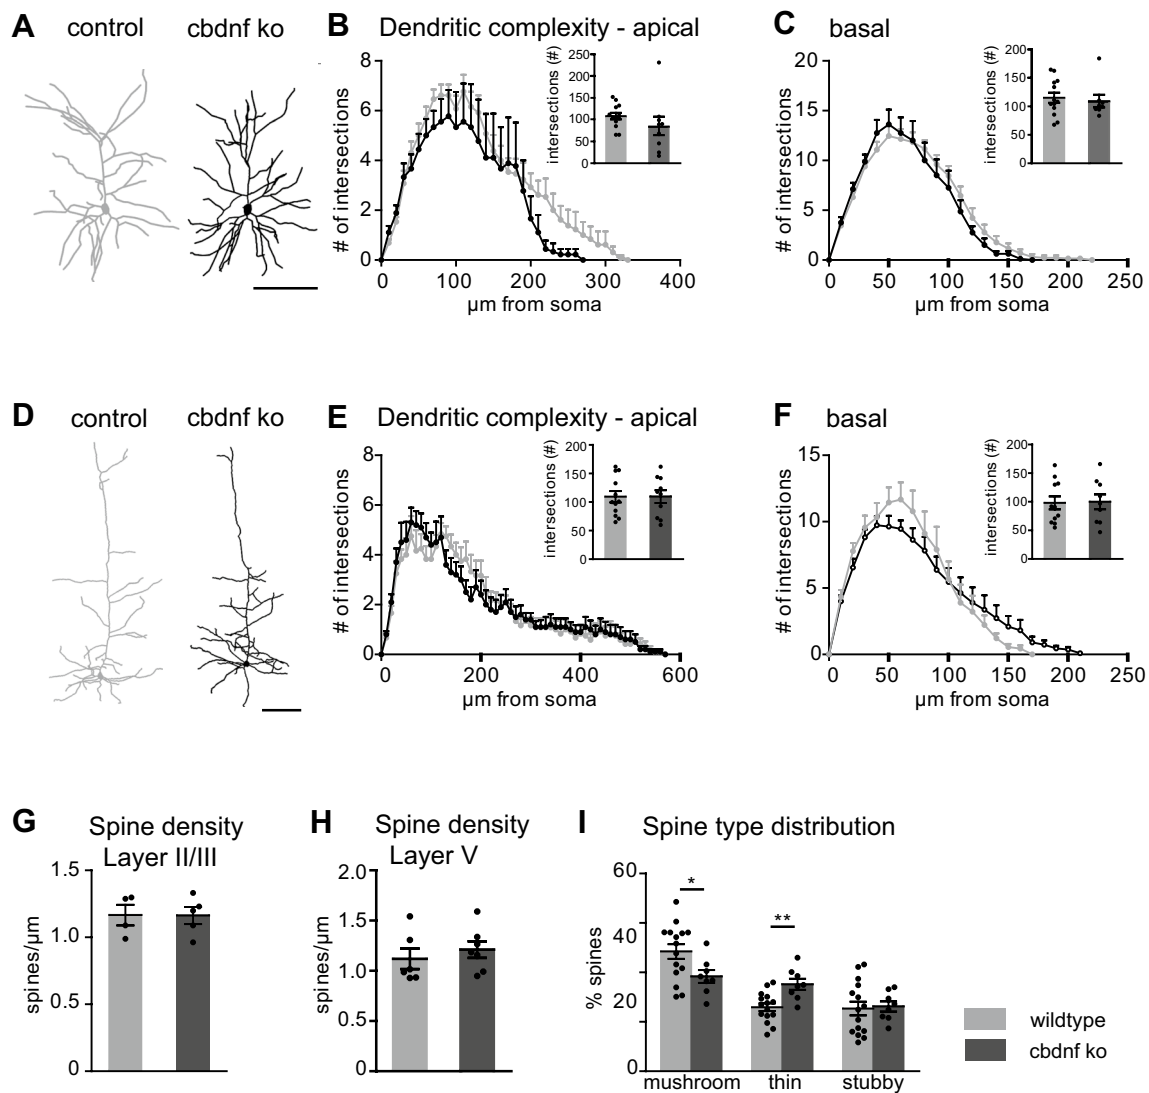 A control cbdnf ko
B Dendritic complexity - apical
# of intersections
8
6
4
2
0
0 100 200 300 400
µm from soma
intersections (#)
250
200
150
100
50
0
C basal
20
15
10
5
0
0 50 100 150 200 250
µm from soma
intersections (#)
200
150
100
50
0
D control cbdnf ko
E Dendritic complexity - apical
# of intersections
8
6
4
2
0
0 200 400 600
µm from soma
intersections (#)
200
150
100
50
0
F basal
15
10
5
0
0 50 100 150 200 250
µm from soma
intersections (#)
200
150
100
50
0
G Spine density
Layer II/III
spines/µm
1.5
1.0
0.5
0
H Spine density
Layer V
spines/µm
2.0
1.5
1.0
0.5
0
I Spine type distribution
% spines
60
40
20
0
*
**
mushroom thin stubby
wildtype
cbdnf ko